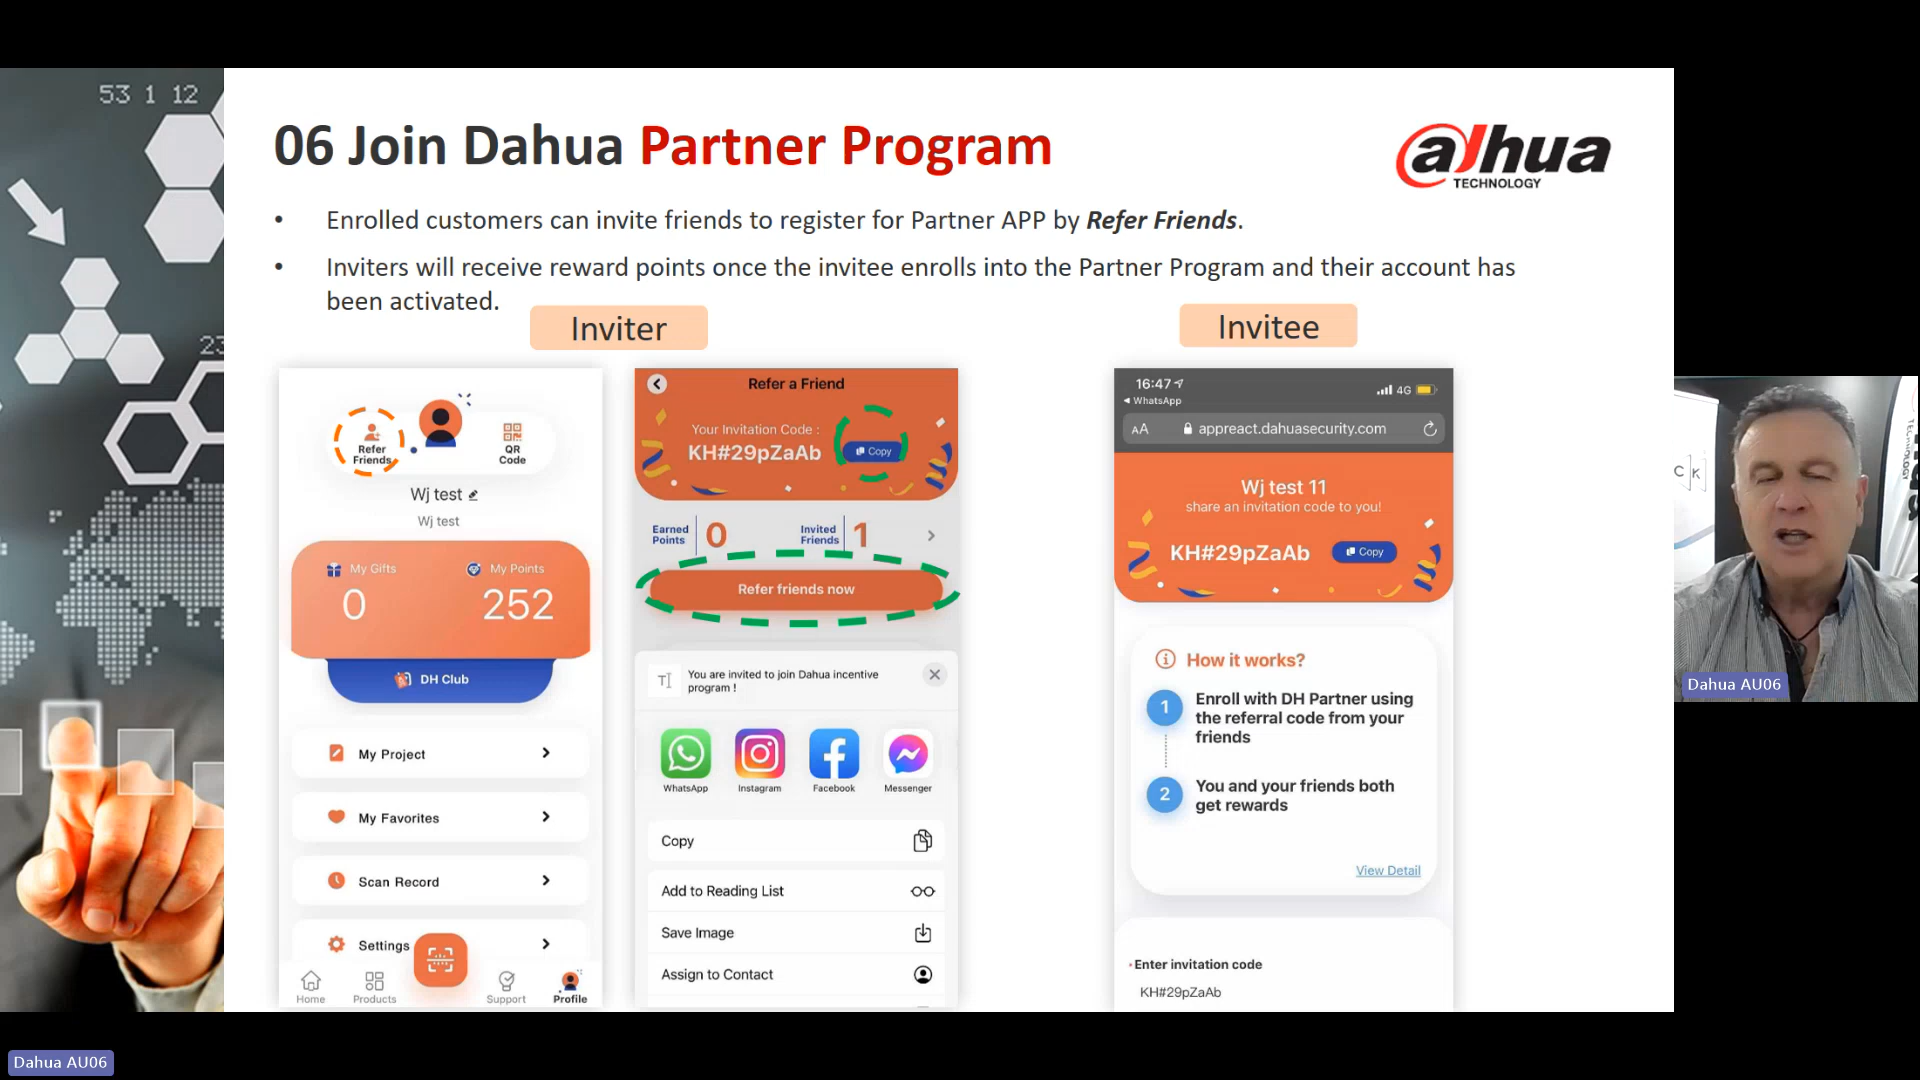 53 1 12
23
06 Join Dahua Partner Program
alhua
TECHNOLOGY
• Enrolled customers can invite friends to register for Partner APP by Refer Friends.
• Inviters will receive reward points once the invitee enrolls into the Partner Program and their account has
been activated.
Inviter
Invitee
Refer
Friends
QR
Code
Wj test
Wj test
My Gifts
My Points
0
252
DH Club
My Project
My Favorites
Scan Record
Settings
Home
Products
Support
Profile
Refer a Friend
Your Invitation Code :
KH#29pZaAb
Copy
Earned
Points
0
Invited
Friends
1
Refer friends now
You are invited to join Dahua incentive
program !
WhatsApp
Instagram
Facebook
Messenger
Copy
Add to Reading List
Save Image
Assign to Contact
16:47
4G
WhatsApp
AA
appreact.dahuasecurity.com
Wj test 11
share an invitation code to you!
KH#29pZaAb
Copy
How it works?
1
Enroll with DH Partner using
the referral code from your
friends
2
You and your friends both
get rewards
View Detail
Enter invitation code
KH#29pZaAb
C K
Dahua AU06
Dahua AU06